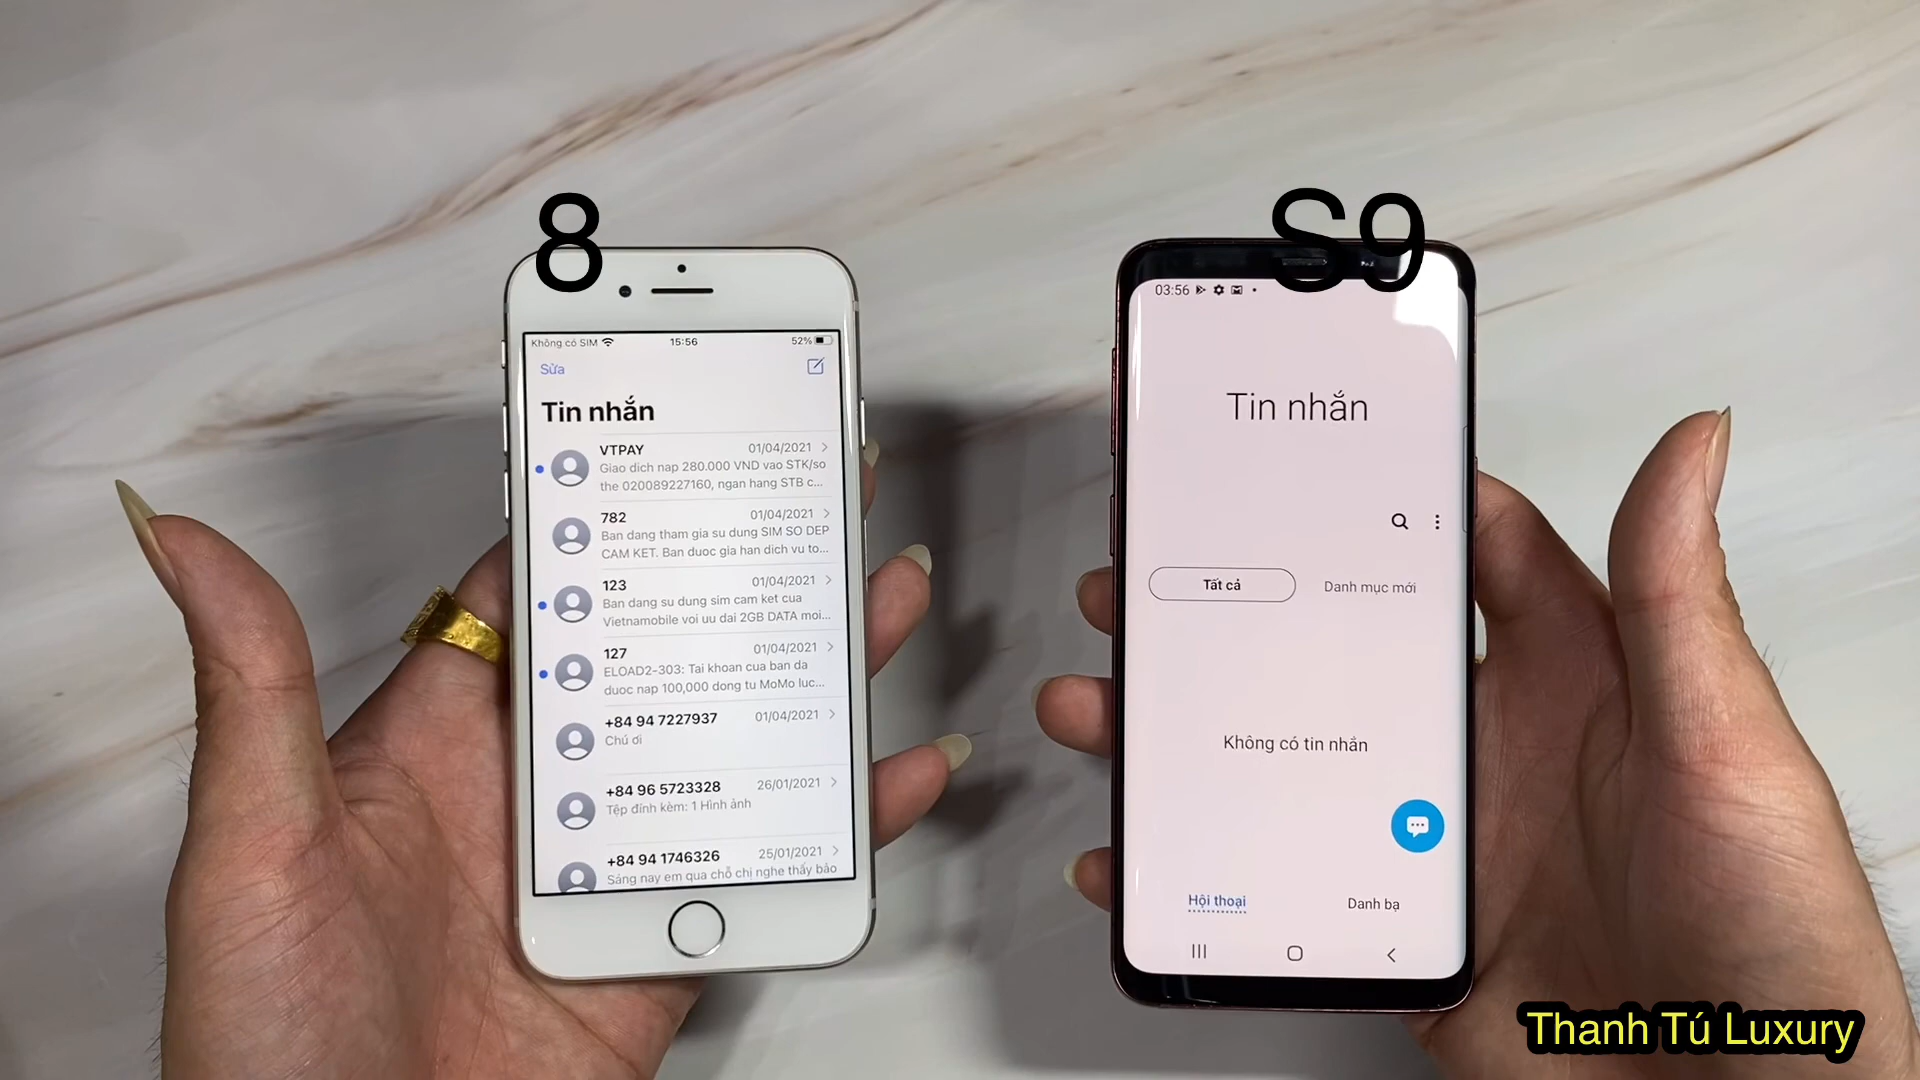 8
S9
Không có SIM
15:56
52%
Sửa
Tin nhắn
VTPAY
01/04/2021
Giao dich nap 280.000 VND vao STK/so
the 020089227160, ngan hang STB c...
782
01/04/2021
Ban dang tham gia su dung SIM SO DEP
CAM KET. Ban duoc gia han dich vu to...
123
01/04/2021
Ban dang su dung sim cam ket cua
Vietnamobile voi uu dai 2GB DATA moi...
127
01/04/2021
ELOAD2-303: Tai khoan cua ban da
duoc nap 100,000 dong tu MoMo luc...
+84 94 7227937
01/04/2021
Chú ơi
+84 96 5723328
26/01/2021
Tệp đính kèm: 1 Hình ảnh
+84 94 1746326
25/01/2021
Sáng nay em qua chỗ chị nghe thấy bảo
03:56
Tin nhắn
Tất cả
Danh mục mới
Không có tin nhắn
Hội thoại
Danh bạ
Thanh Tú Luxury